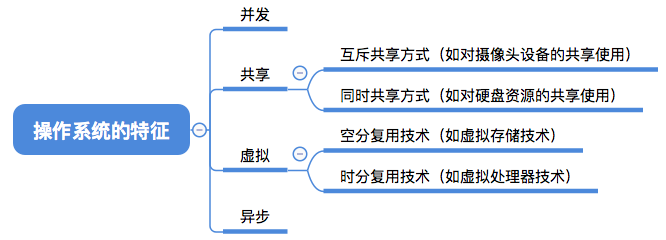 操作系统的特征
并发
共享
互斥共享方式（如对摄像头设备的共享使用）
同时共享方式（如对硬盘资源的共享使用）
虚拟
空分复用技术（如虚拟存储技术）
时分复用技术（如虚拟处理器技术）
异步